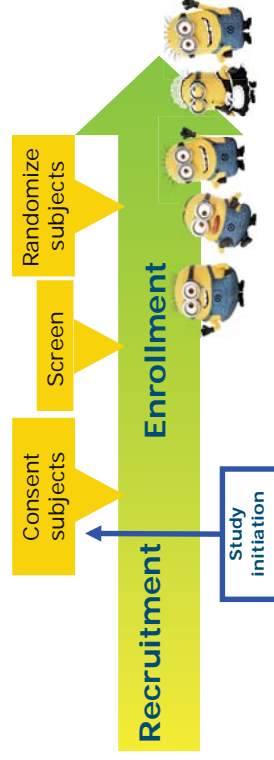 Consent
subjects
Screen
Randomize
subjects
Recruitment
Enrollment
Study
initiation